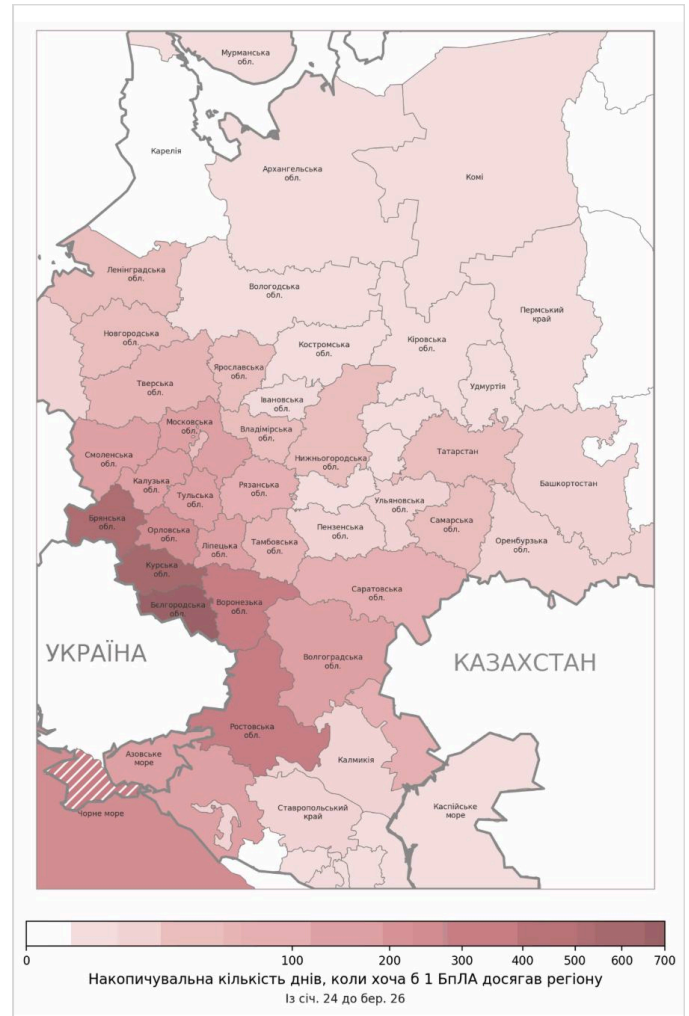 Мурманська
обл.
Карелія
Архангельська
обл.
Комі
Ленінградська
обл.
Вологодська
обл.
Пермський
край
Новгородська
обл.
Костромська
обл.
Кіровська
обл.
Ярославська
обл.
Тверська
обл.
Удмуртія
Івановська
обл.
Московська
обл.
Владімірська
обл.
Нижньогородська
обл.
Татарстан
Смоленська
обл.
Калузька
обл.
Рязанська
обл.
Башкортостан
Тульська
обл.
Ульяновська
обл.
Брянська
обл.
Орловська
обл.
Пензенська
обл.
Самарська
обл.
Липецька
обл.
Тамбовська
обл.
Оренбурзька
обл.
Курська
обл.
Саратовська
обл.
Бєлгородська
обл.
Воронезька
обл.
УКРАЇНА
Волгоградська
обл.
КАЗАХСТАН
Ростовська
обл.
Азовське
море
Калмикія
Чорне море
Ставропольський
край
Каспійське
море
0 100 200 300 400 500 600 700
Накопичувальна кількість днів, коли хоча б 1 БпЛА досягав регіону
Із січ. 24 до бер. 26